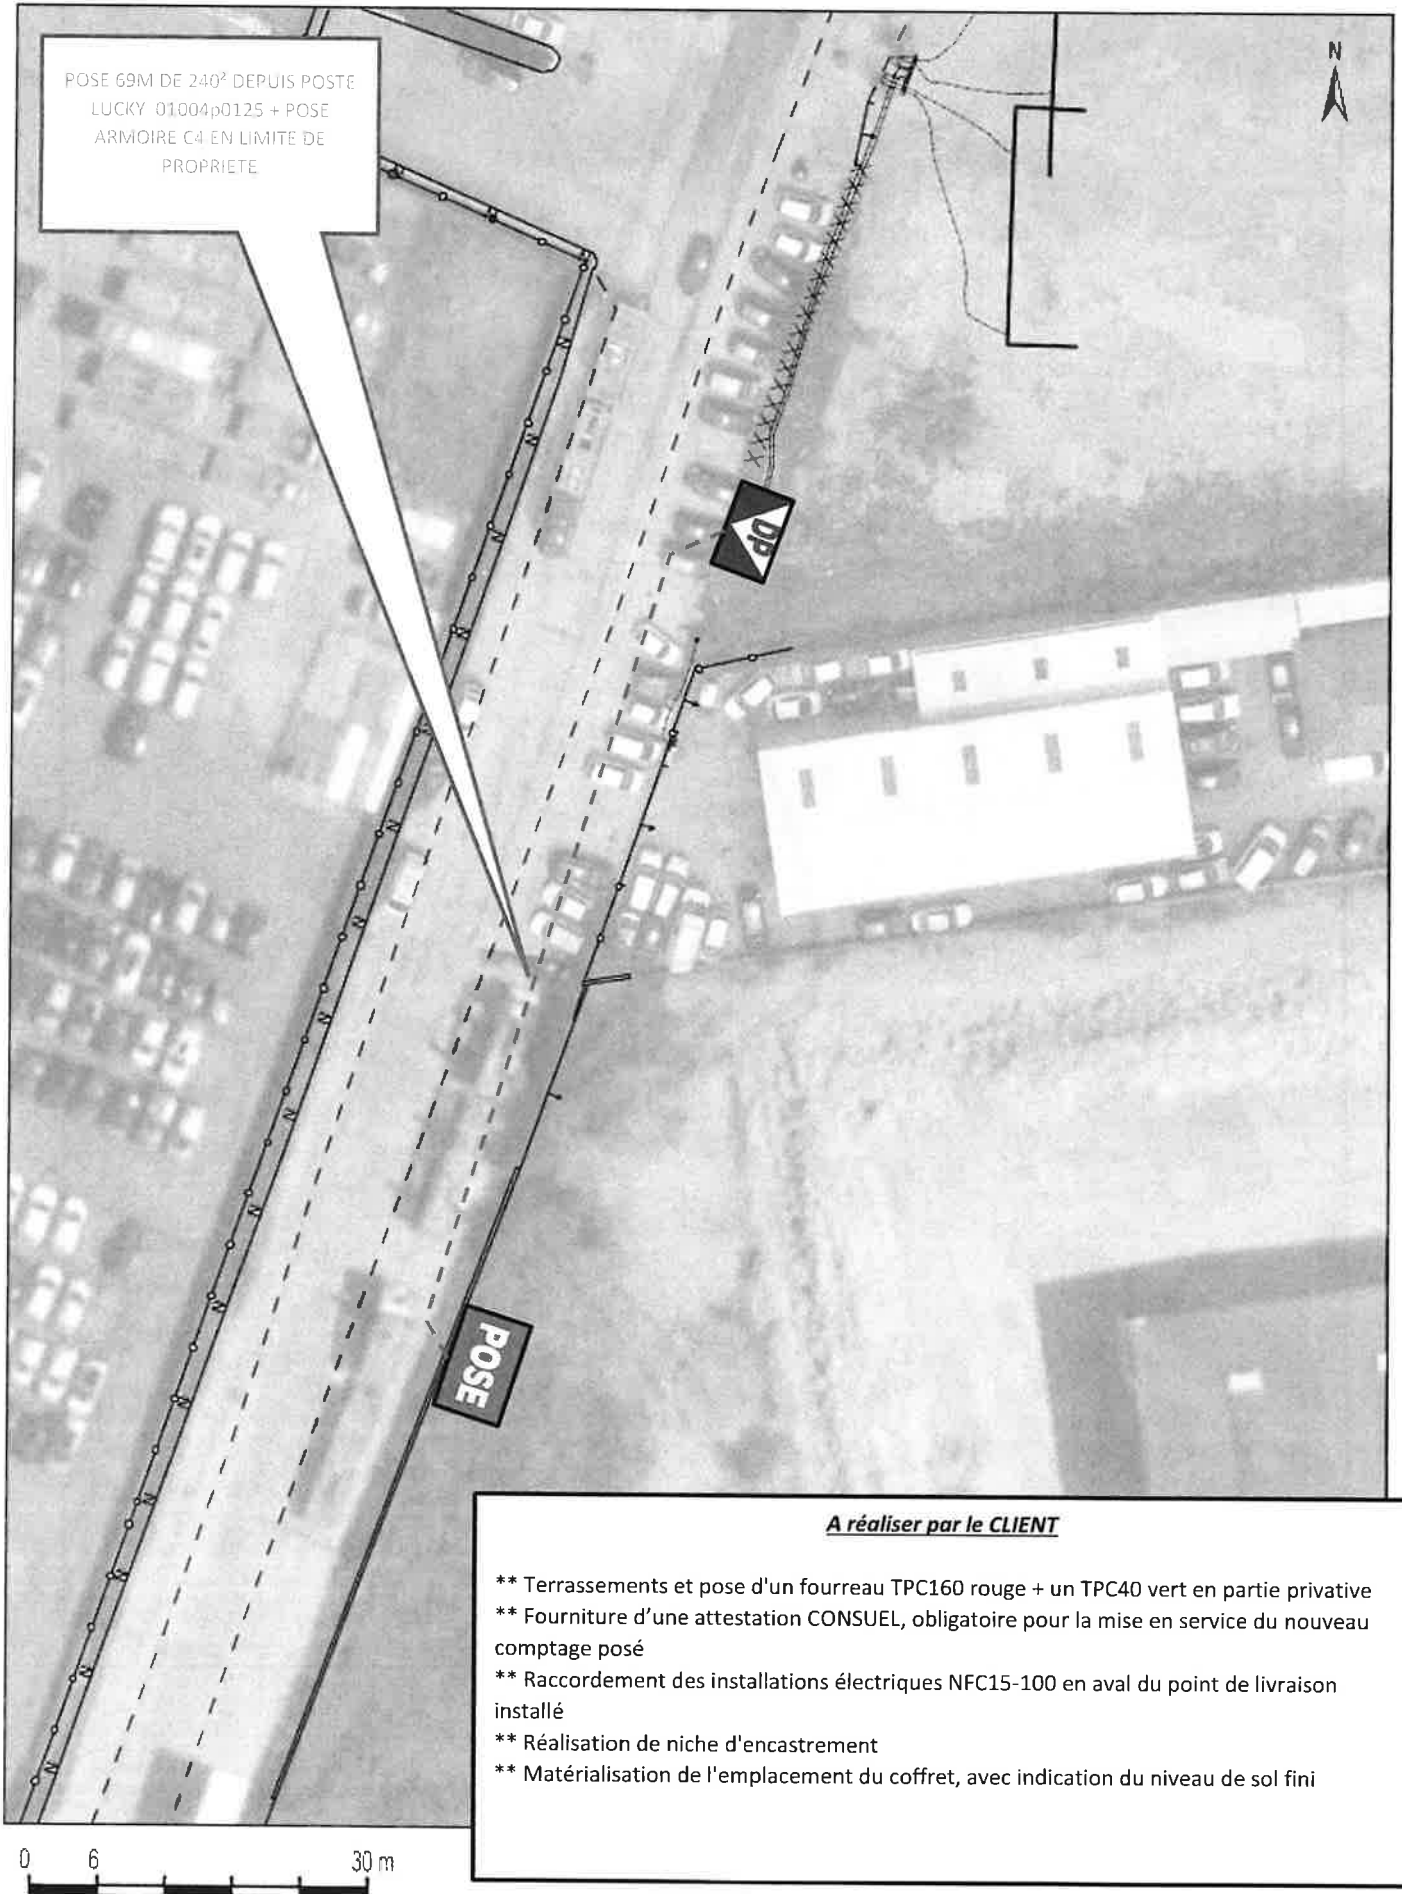 POSE 69M DE 240² DEPUIS POSTE
LUCKY 01004p0125 + POSE
ARMOIRE C4 EN LIMITE DE
PROPRIETE
N
DP
POSE
A réaliser par le CLIENT
** Terrassements et pose d'un fourreau TPC160 rouge + un TPC40 vert en partie privative
** Fourniture d’une attestation CONSUEL, obligatoire pour la mise en service du nouveau
comptage posé
** Raccordement des installations électriques NFC15-100 en aval du point de livraison
installé
** Réalisation de niche d'encastrement
** Matérialisation de l'emplacement du coffret, avec indication du niveau de sol fini
0 6 30 m